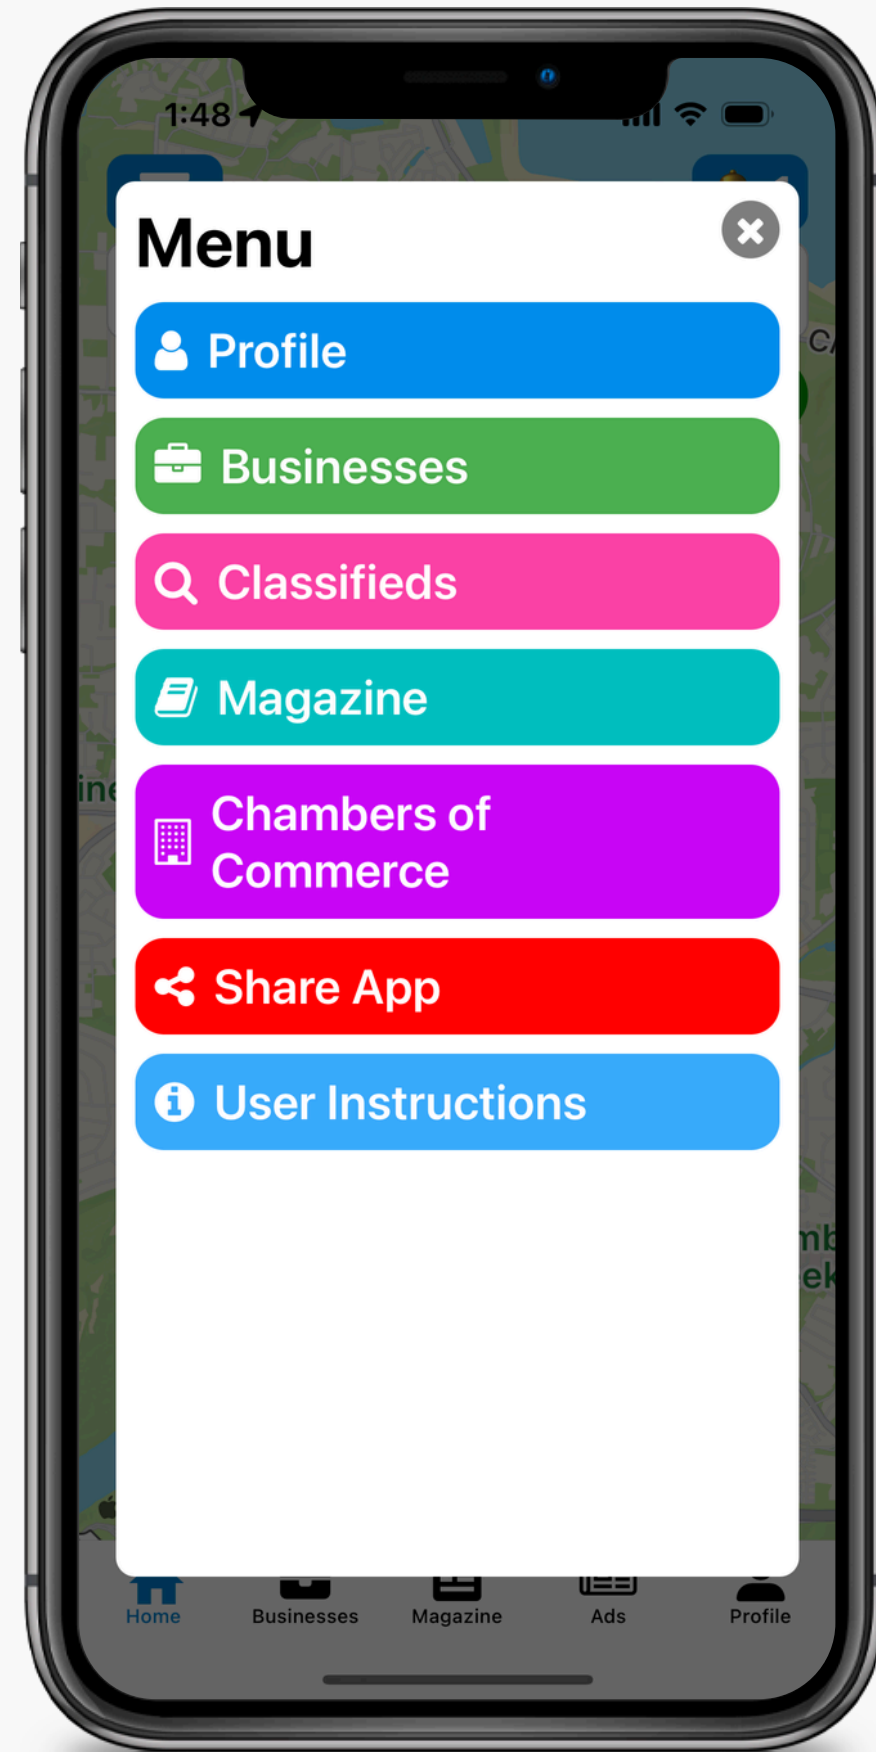 1:48
Menu
Profile
Businesses
Classifieds
Magazine
Chambers of
Commerce
Share App
User Instructions
Home Businesses Magazine Ads Profile